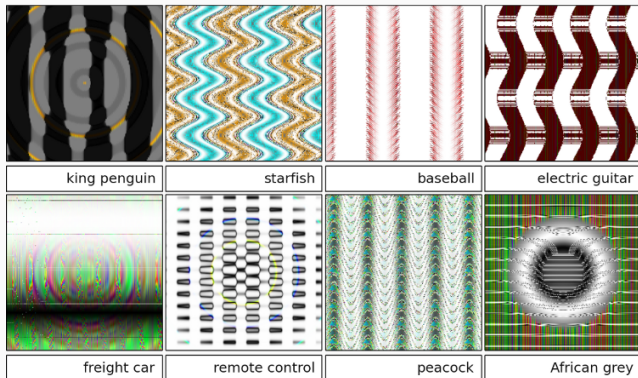 king penguin
starfish
baseball
electric guitar
freight car
remote control
peacock
African grey